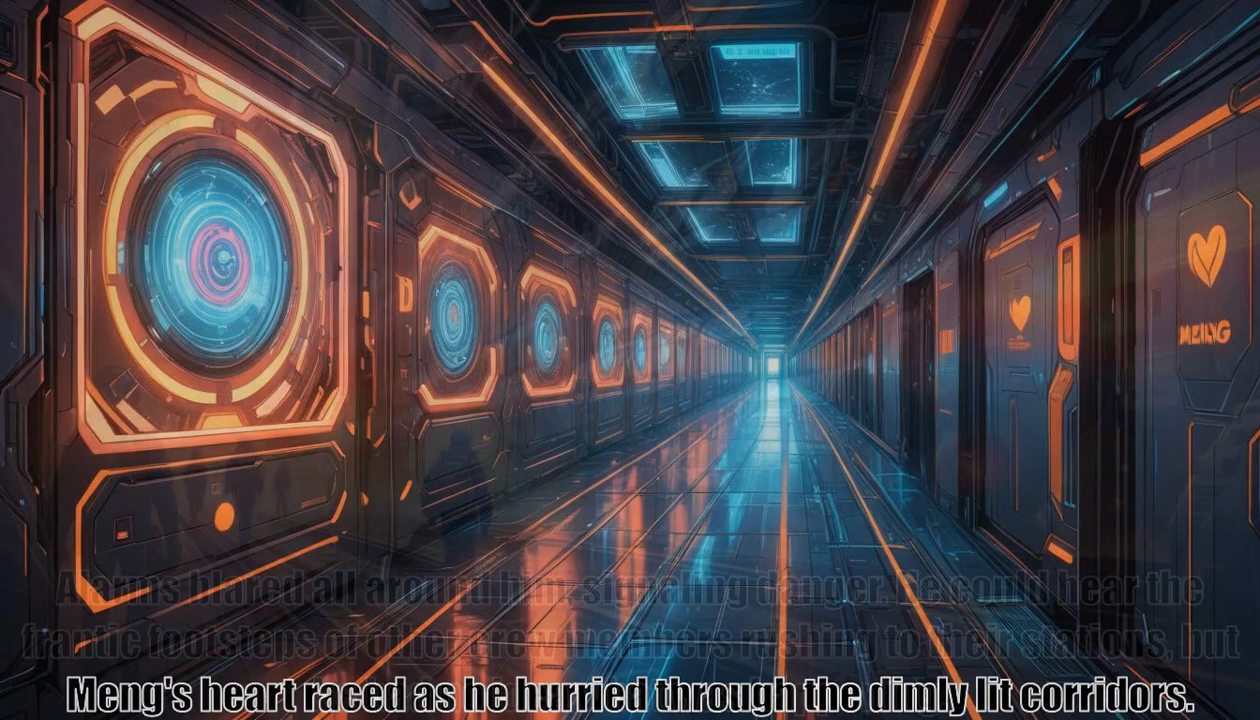 D
MENG
Alarms blared all around him, signaling danger. He could hear the
frantic footsteps of other crew members rushing to their stations, but
Meng's heart raced as he hurried through the dimly lit corridors.